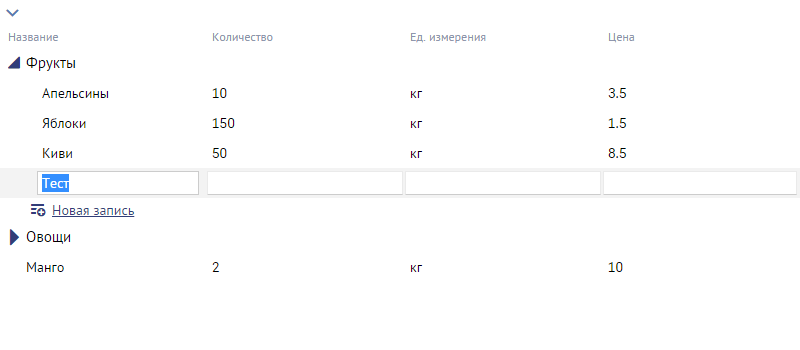 Название Количество Ед. измерения Цена
Фрукты
Апельсины 10 кг 3.5
Яблоки 150 кг 1.5
Киви 50 кг 8.5
Тест
Новая запись
Овощи
Манго 2 кг 10